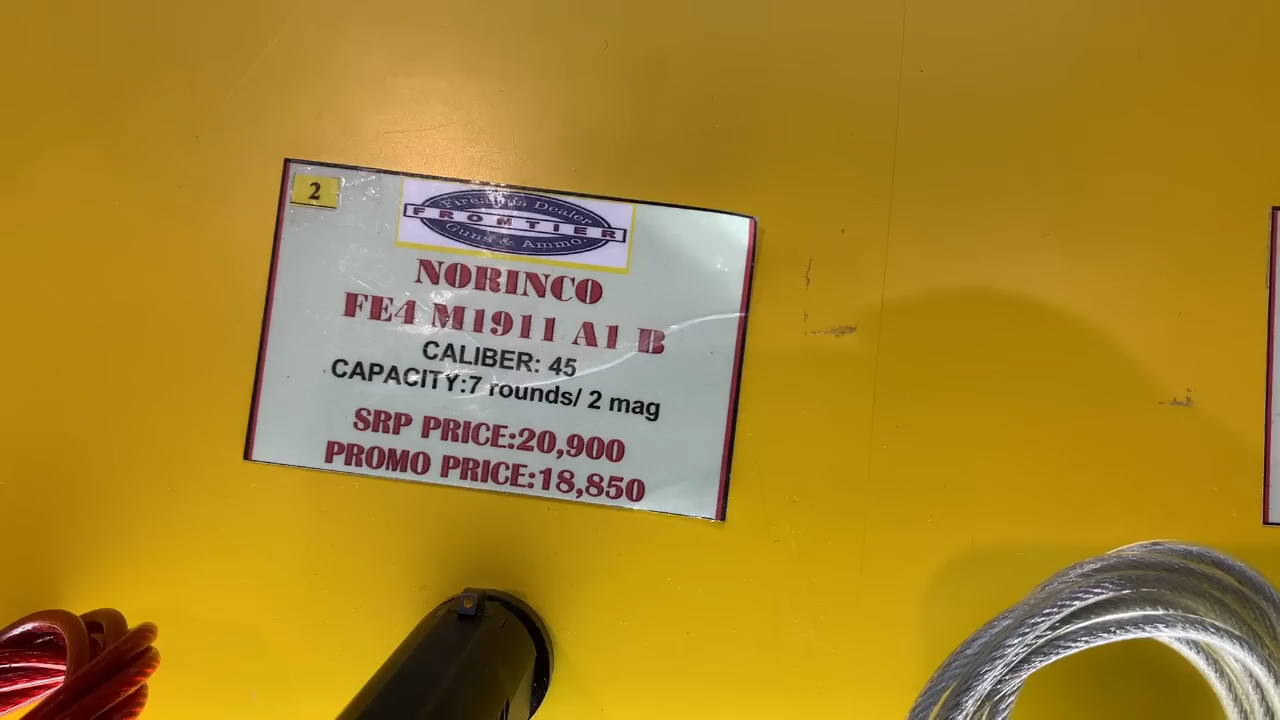 2
Firearms Dealer
FROMTIER
Guns & Ammo.
NORINCO
FE4 M1911 A1 B
CALIBER: 45
CAPACITY:7 rounds/ 2 mag
SRP PRICE:20,900
PROMO PRICE:18,850